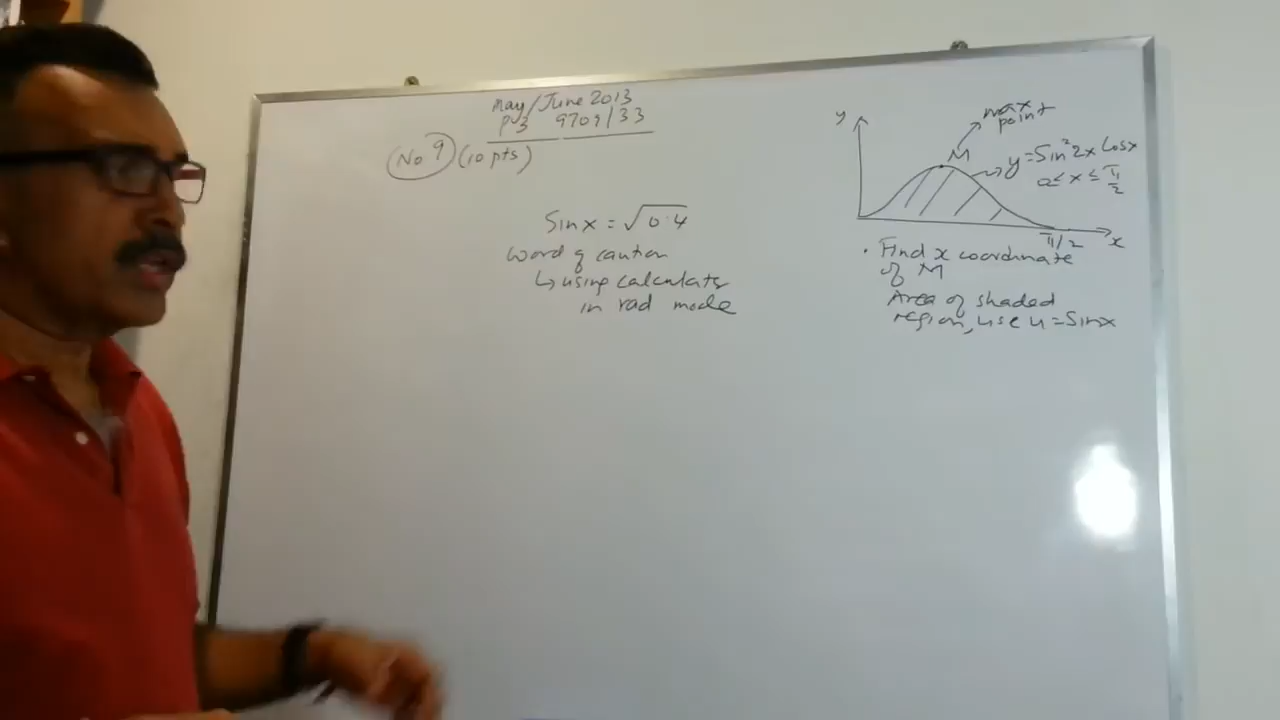 May/June 2013
P3 9709/33
No 9 (10 pts)
Sinx = √0.4
Word of caution
↳ using calculator
in rad mode
y
max
point
M
y = Sin²2x Cosx
0 ≤ x ≤ π/2
π/2
x
• Find x coordinate
of M
Area of shaded
region, use u = Sinx